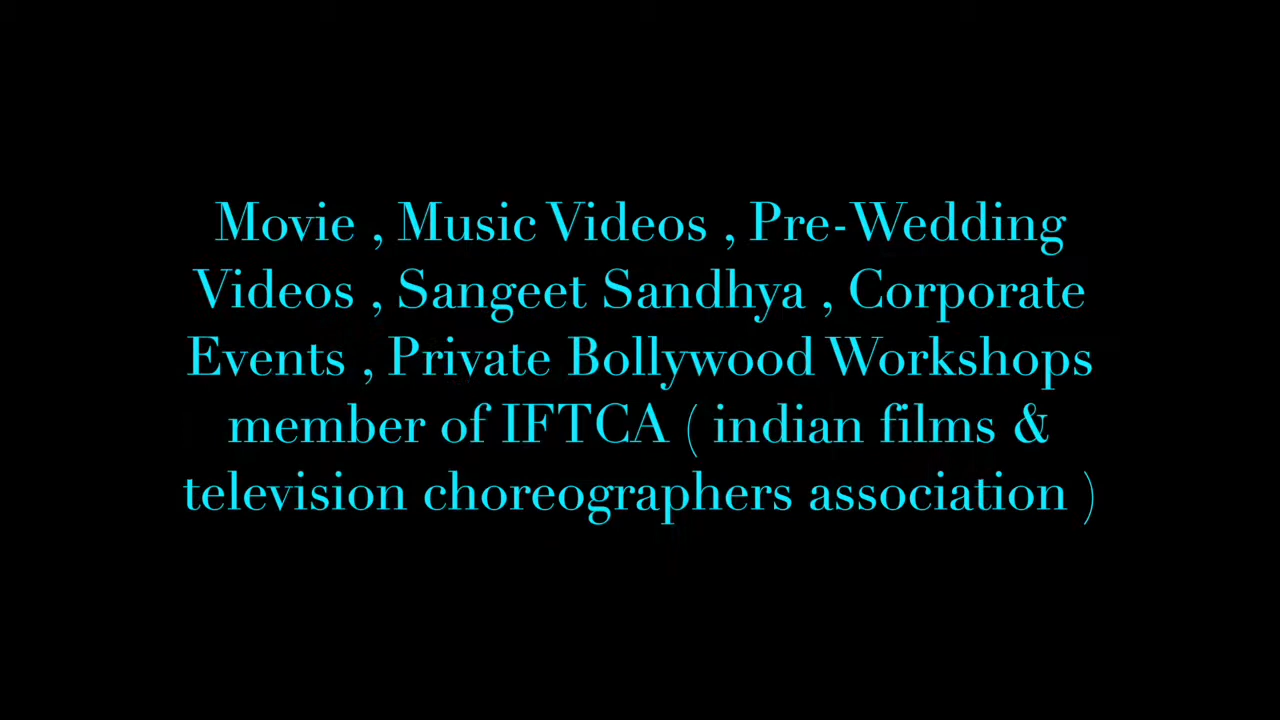 Movie , Music Videos , Pre-Wedding
Videos , Sangeet Sandhya , Corporate
Events , Private Bollywood Workshops
member of IFTCA ( indian films &
television choreographers association )